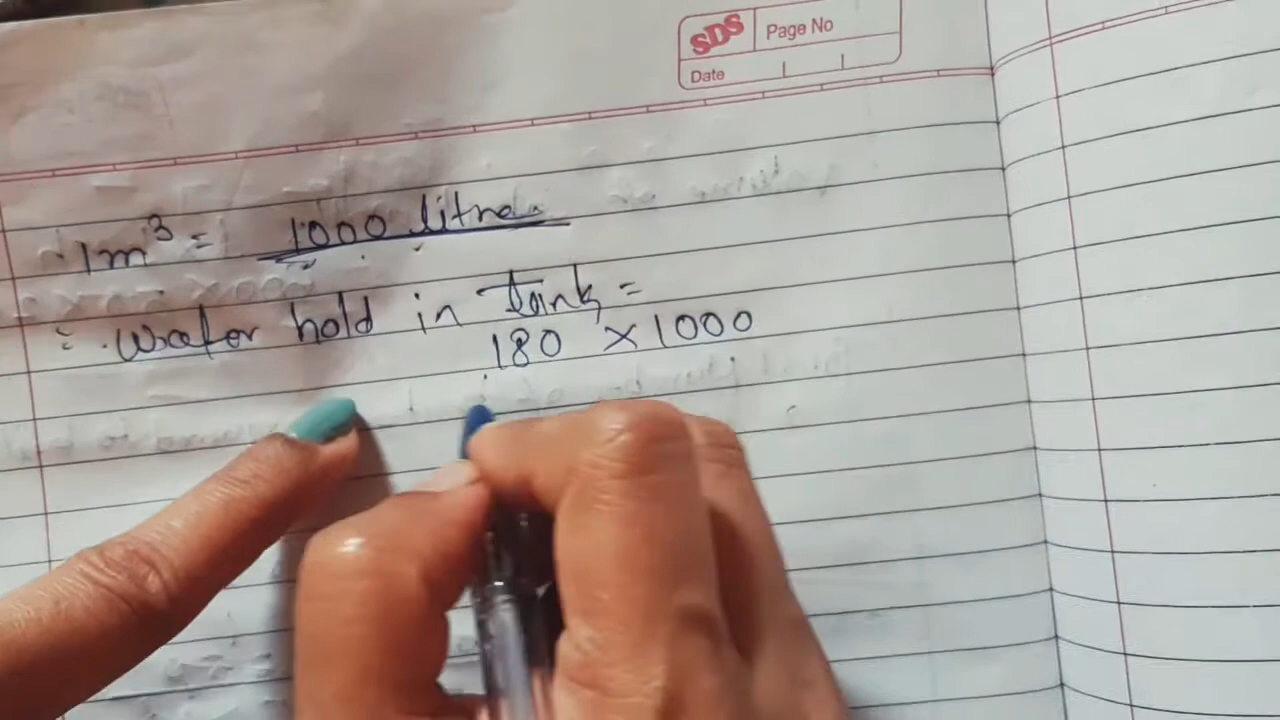 SDS Page No
Date
1m³ = 1000 litre
∴ Water hold in tank =
180 × 1000